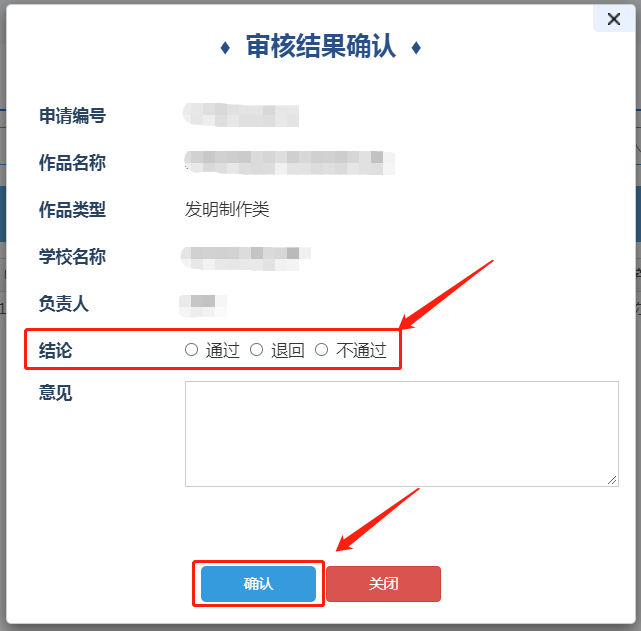 ♦ 审核结果确认 ♦
申请编号
作品名称
作品类型 发明制作类
学校名称
负责人
结论 通过 退回 不通过
意见
确认 关闭